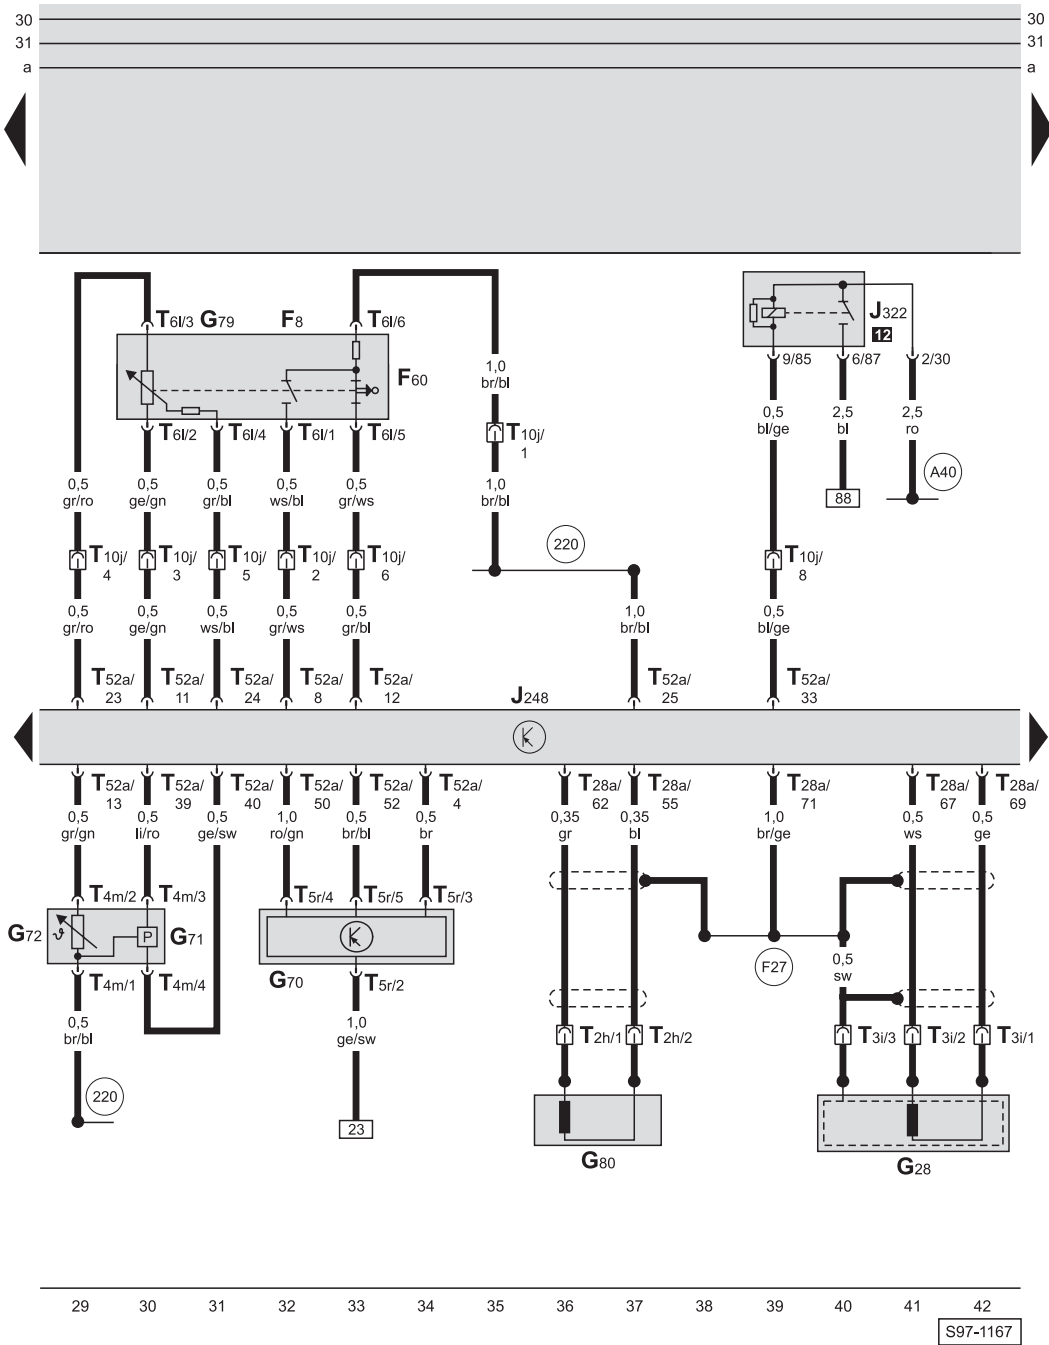 30 30
31 31
a a
T6l/3 G79 F8 T6l/6
J322
12
F60
9/85 6/87 2/30
1,0
br/bl
T6l/2 T6l/4 T6l/1 T6l/5
T10j/
1
0,5 2,5 2,5
bl/ge bl ro
A40
0,5 0,5 0,5 0,5 0,5 1,0
gr/ro ge/gn gr/bl ws/bl gr/ws br/bl
88
220
T10j/ T10j/ T10j/ T10j/ T10j/ T10j/
4 3 5 2 6 8
0,5 0,5 0,5 0,5 0,5 1,0 0,5
gr/ro ge/gn ws/bl gr/ws gr/bl br/bl bl/ge
T52a/ T52a/ T52a/ T52a/ T52a/ T52a/ T52a/
23 11 24 8 12 25 33
J248
T52a/ T52a/ T52a/ T52a/ T52a/ T52a/ T28a/ T28a/ T28a/ T28a/ T28a/
13 39 40 50 52 4 62 55 71 67 69
0,5 0,5 0,5 1,0 0,5 0,5 0,35 0,35 1,0 0,5 0,5
gr/gn li/ro ge/sw ro/gn br/bl br gr bl br/ge ws ge
T4m/2 T4m/3 T5r/4 T5r/5 T5r/3
G72 ϑ P G71
F27
0,5
sw
T4m/1 T4m/4 G70 T5r/2
0,5 1,0
br/bl ge/sw
T2h/1 T2h/2 T3i/3 T3i/2 T3i/1
220
23
G80 G28
29 30 31 32 33 34 35 36 37 38 39 40 41 42
S97-1167